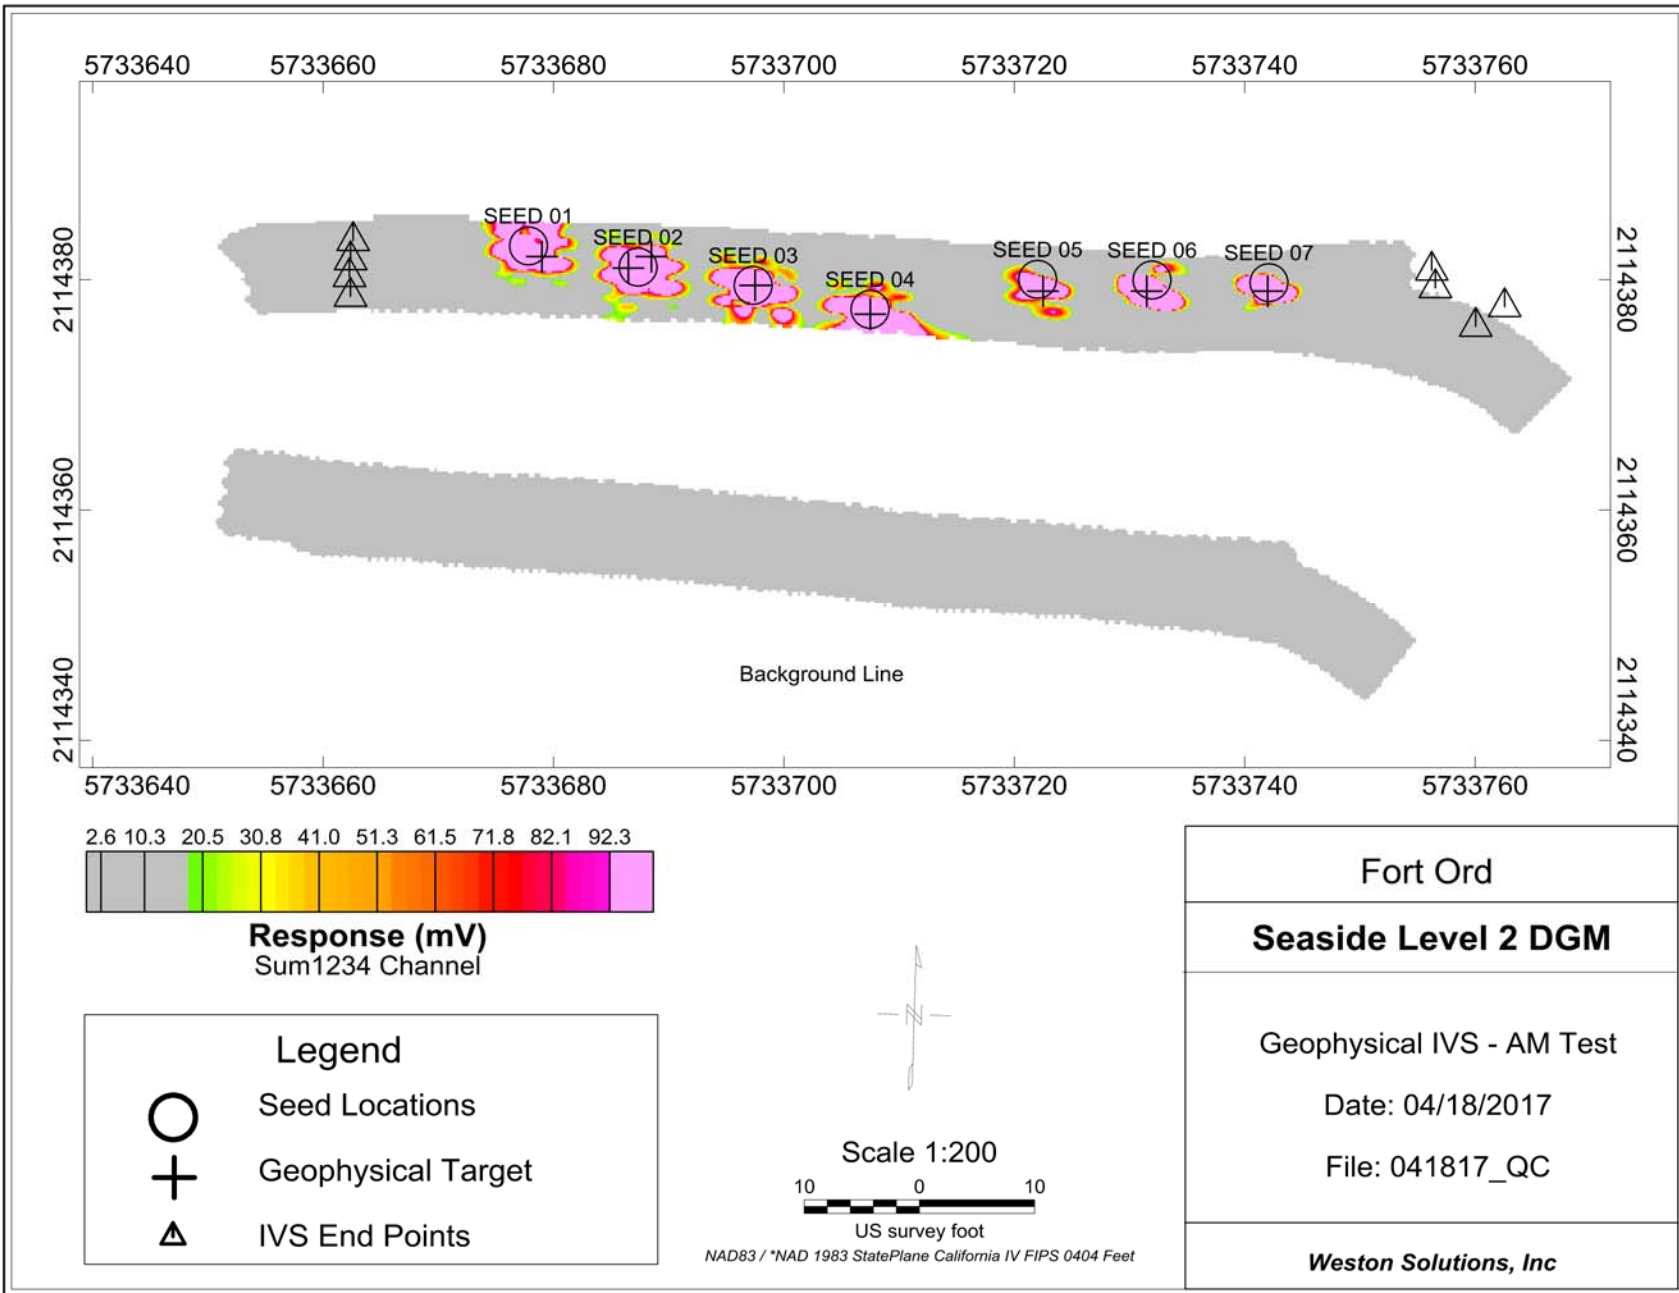 5733640 5733660 5733680 5733700 5733720 5733740 5733760
2114380
2114380
SEED 01
SEED 02
SEED 03
SEED 04
SEED 05
SEED 06
SEED 07
2114360
2114360
2114340
2114340
Background Line
5733640 5733660 5733680 5733700 5733720 5733740 5733760
2.6 10.3 20.5 30.8 41.0 51.3 61.5 71.8 82.1 92.3
Response (mV)
Sum1234 Channel
Legend
Seed Locations
Geophysical Target
IVS End Points
N
Scale 1:200
10 0 10
US survey foot
NAD83 / *NAD 1983 StatePlane California IV FIPS 0404 Feet
Fort Ord
Seaside Level 2 DGM
Geophysical IVS - AM Test
Date: 04/18/2017
File: 041817_QC
Weston Solutions, Inc